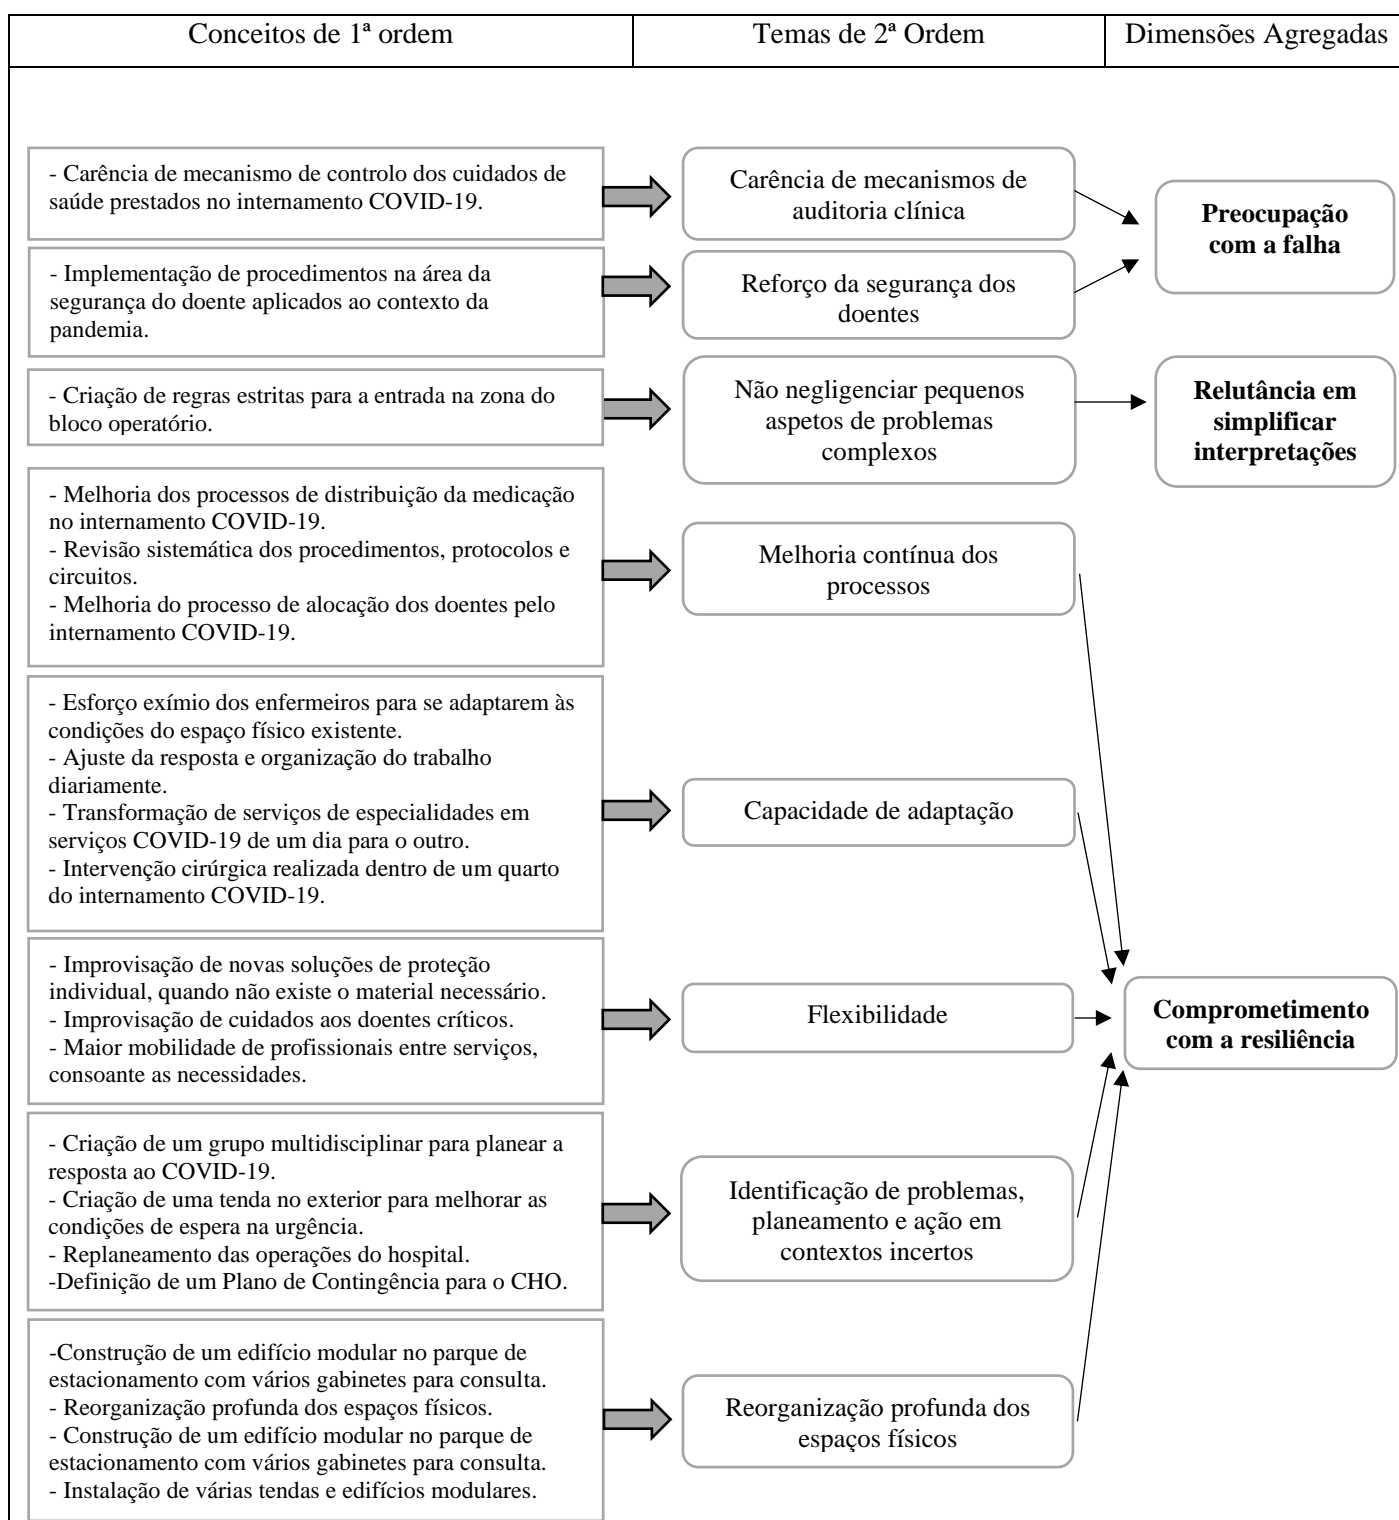 Conceitos de 1ª ordem
Temas de 2ª Ordem
Dimensões Agregadas
- Carência de mecanismo de controlo dos cuidados de
saúde prestados no internamento COVID-19.
Carência de mecanismos de
auditoria clínica
Preocupação
com a falha
- Implementação de procedimentos na área da
segurança do doente aplicados ao contexto da
pandemia.
Reforço da segurança dos
doentes
- Criação de regras estritas para a entrada na zona do
bloco operatório.
Não negligenciar pequenos
aspetos de problemas
complexos
Relutância em
simplificar
interpretações
- Melhoria dos processos de distribuição da medicação
no internamento COVID-19.
- Revisão sistemática dos procedimentos, protocolos e
circuitos.
- Melhoria do processo de alocação dos doentes pelo
internamento COVID-19.
Melhoria contínua dos
processos
- Esforço exímio dos enfermeiros para se adaptarem às
condições do espaço físico existente.
- Ajuste da resposta e organização do trabalho
diariamente.
- Transformação de serviços de especialidades em
serviços COVID-19 de um dia para o outro.
- Intervenção cirúrgica realizada dentro de um quarto
do internamento COVID-19.
Capacidade de adaptação
- Improvisação de novas soluções de proteção
individual, quando não existe o material necessário.
- Improvisação de cuidados aos doentes críticos.
- Maior mobilidade de profissionais entre serviços,
consoante as necessidades.
Flexibilidade
Comprometimento
com a resiliência
- Criação de um grupo multidisciplinar para planear a
resposta ao COVID-19.
- Criação de uma tenda no exterior para melhorar as
condições de espera na urgência.
- Replaneamento das operações do hospital.
-Definição de um Plano de Contingência para o CHO.
Identificação de problemas,
planeamento e ação em
contextos incertos
-Construção de um edifício modular no parque de
estacionamento com vários gabinetes para consulta.
- Reorganização profunda dos espaços físicos.
- Construção de um edifício modular no parque de
estacionamento com vários gabinetes para consulta.
- Instalação de várias tendas e edifícios modulares.
Reorganização profunda dos
espaços físicos